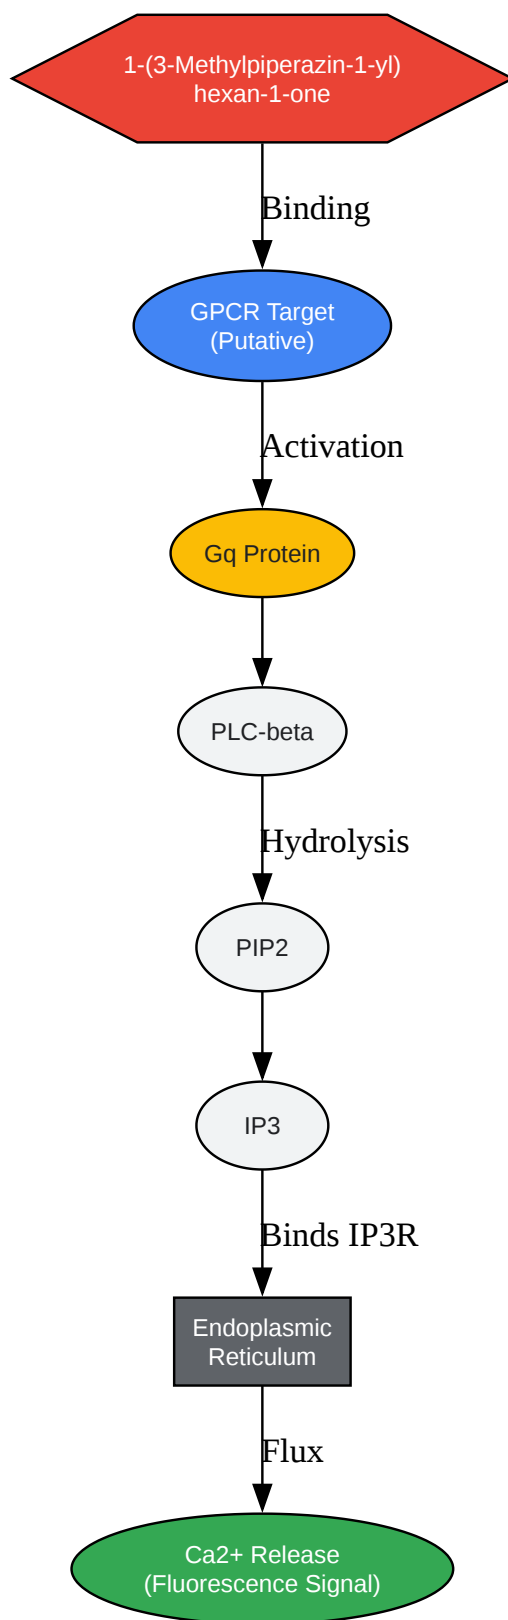 1-(3-Methylpiperazin-1-yl)
hexan-1-one
Binding
GPCR Target
(Putative)
Activation
Gq Protein
PLC-beta
Hydrolysis
PIP2
IP3
Binds IP3R
Endoplasmic
Reticulum
Flux
Ca2+ Release
(Fluorescence Signal)